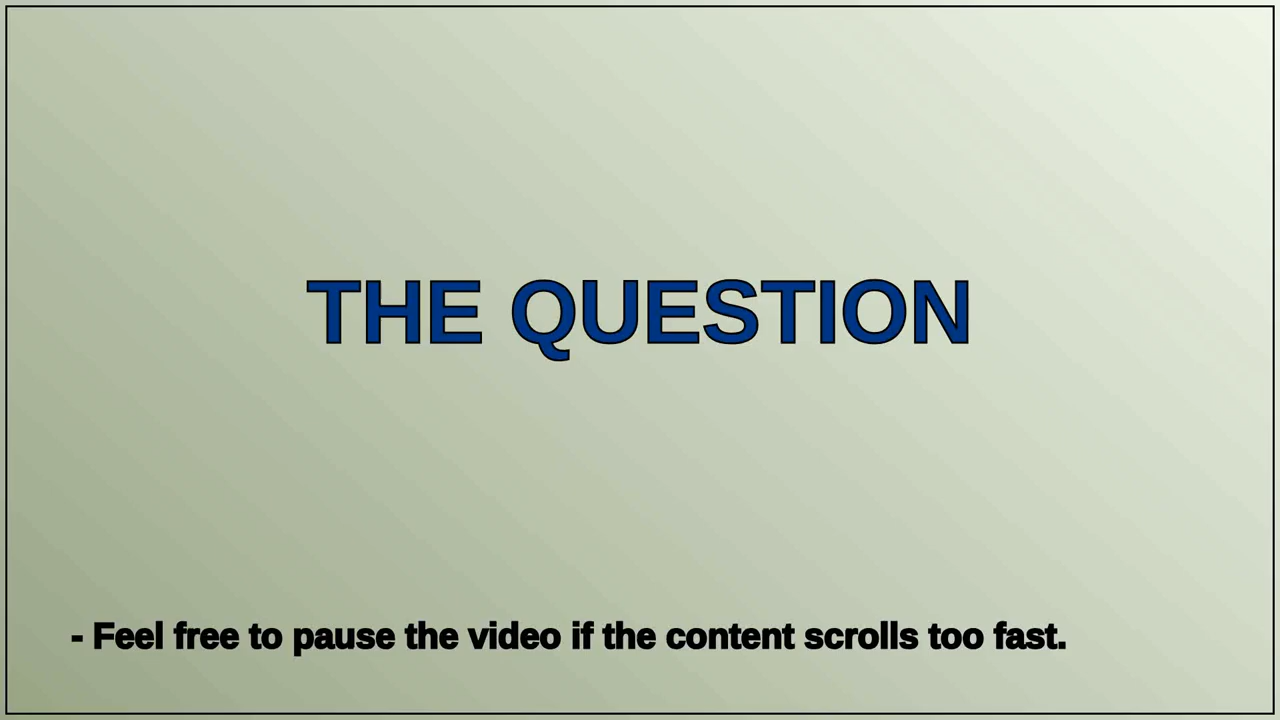 THE QUESTION
- Feel free to pause the video if the content scrolls too fast.